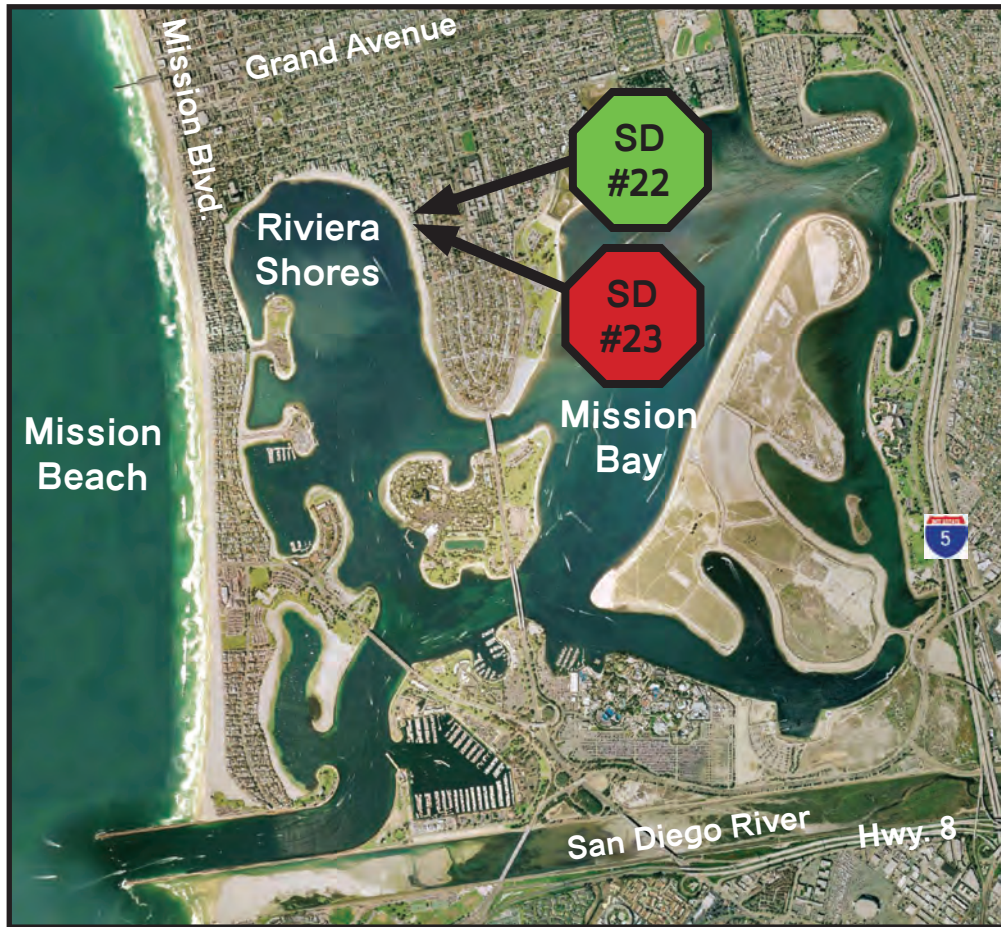 Grand Avenue
Mission Blvd.
SD
#22
Riviera
Shores
SD
#23
Mission
Beach
Mission
Bay
5
San Diego River
Hwy. 8